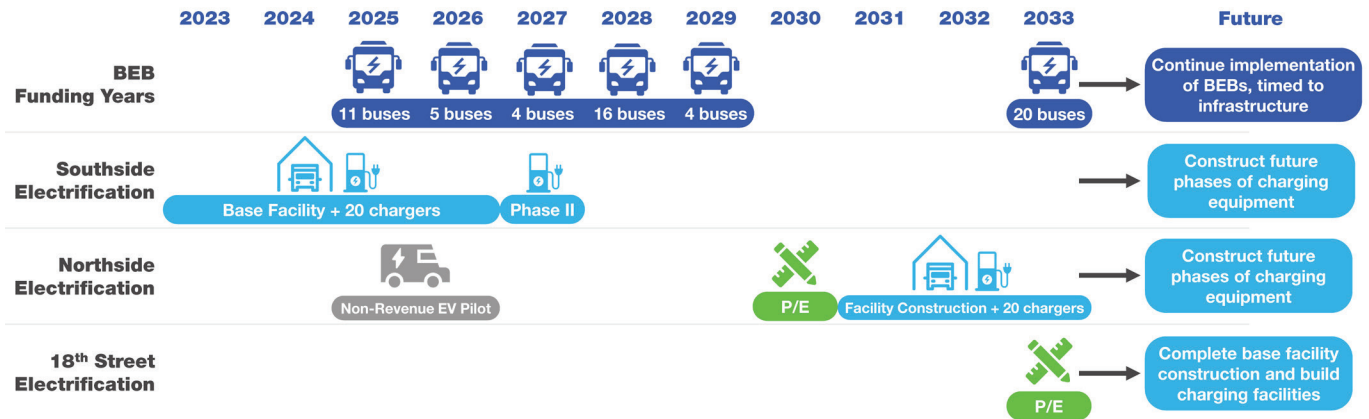 2023 2024 2025 2026 2027 2028 2029 2030 2031 2032 2033 Future
BEB
Funding Years
11 buses 5 buses 4 buses 16 buses 4 buses
20 buses
Continue implementation
of BEBs, timed to
infrastructure
Southside
Electrification
Base Facility + 20 chargers
Phase II
Construct future
phases of charging
equipment
Northside
Electrification
Non-Revenue EV Pilot
P/E
Facility Construction + 20 chargers
Construct future
phases of charging
equipment
18th Street
Electrification
P/E
Complete base facility
construction and build
charging facilities